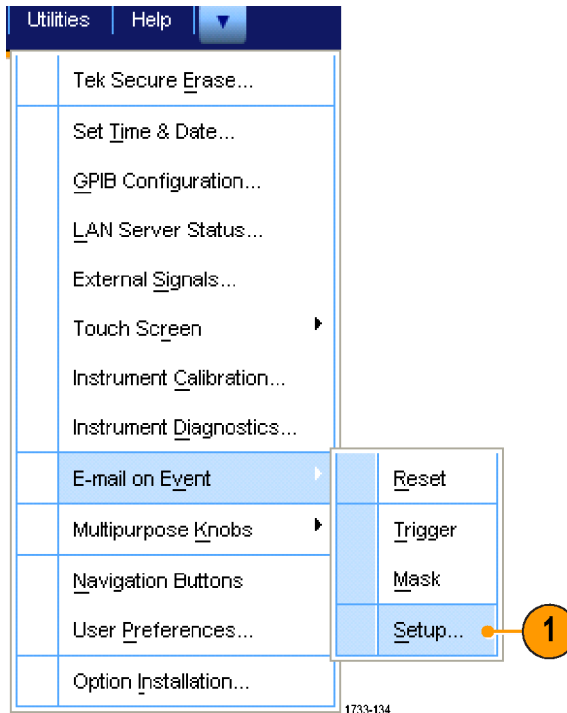 Utilities Help
Tek Secure Erase...
Set Time & Date...
GPIB Configuration...
LAN Server Status...
External Signals...
Touch Screen
Instrument Calibration...
Instrument Diagnostics...
E-mail on Event
Reset
Multipurpose Knobs
Trigger
Navigation Buttons
Mask
User Preferences...
Setup...
1
Option Installation...
1733-134